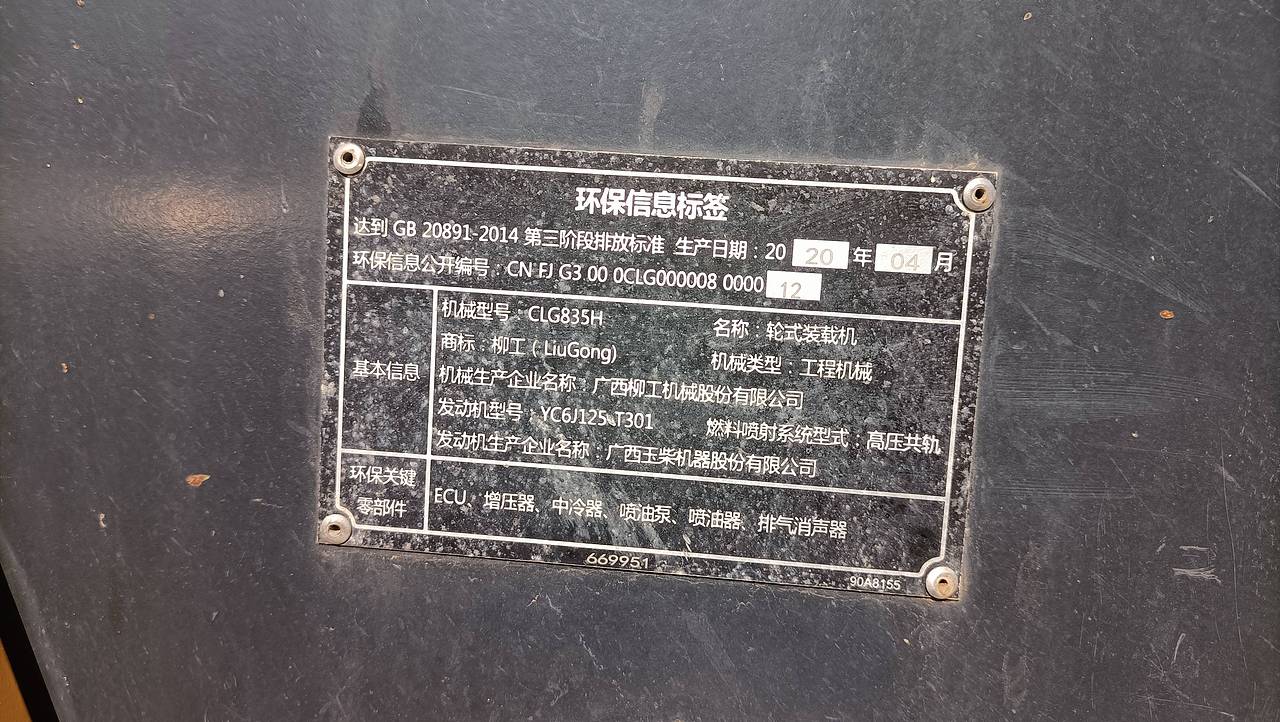 环保信息标签
达到 GB 20891-2014 第三阶段排放标准 生产日期：20 20 年 04 月
环保信息公开编号：CN FJ G3 00 0CLG000008 0000 12
基本信息
机械型号：CLG835H 名称：轮式装载机
商标：柳工（LiuGong) 机械类型：工程机械
机械生产企业名称：广西柳工机械股份有限公司
发动机型号：YC6J125-T301 燃料喷射系统型式：高压共轨
发动机生产企业名称：广西玉柴机器股份有限公司
环保关键
零部件
ECU、增压器、中冷器、喷油泵、喷油器、排气消声器
669951
90A8155